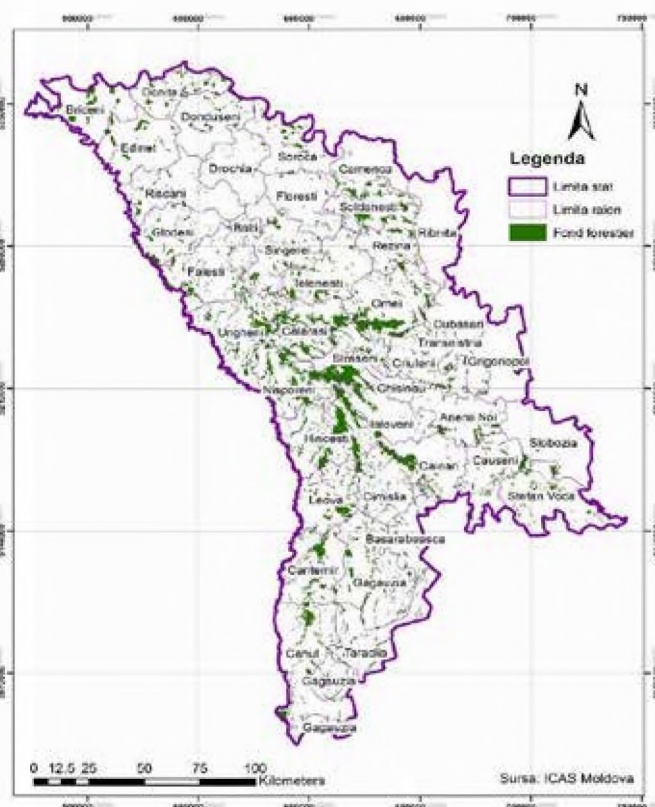 N
Legenda
Limita stat
Limita raion
Fond forestier
Briceni
Donduseni
Edinet
Soroca
Drochia
Camenca
Riscani
Floresti
Soldanesti
Glodeni
Ribnita
Singerei
Rezina
Falesti
Telenesti
Orhei
Ungheni
Calarasi
Dubasari
Transnistria
Straseni
Criuleni
Grigoriopol
Nisporeni
Chisinau
Ialoveni
Anenii Noi
Hincesti
Slobozia
Cainari
Causeni
Leova
Cimislia
Stefan Voda
Basarabeasca
Cantemir
Gagauzia
Cahul
Taraclia
Gagauzia
Gagauzia
0 12.5 25 50 75 100
Kilometers
Sursa: ICAS Moldova